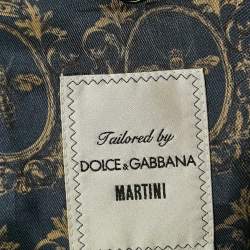 Tailored by
DOLCE & GABBANA
MARTINI